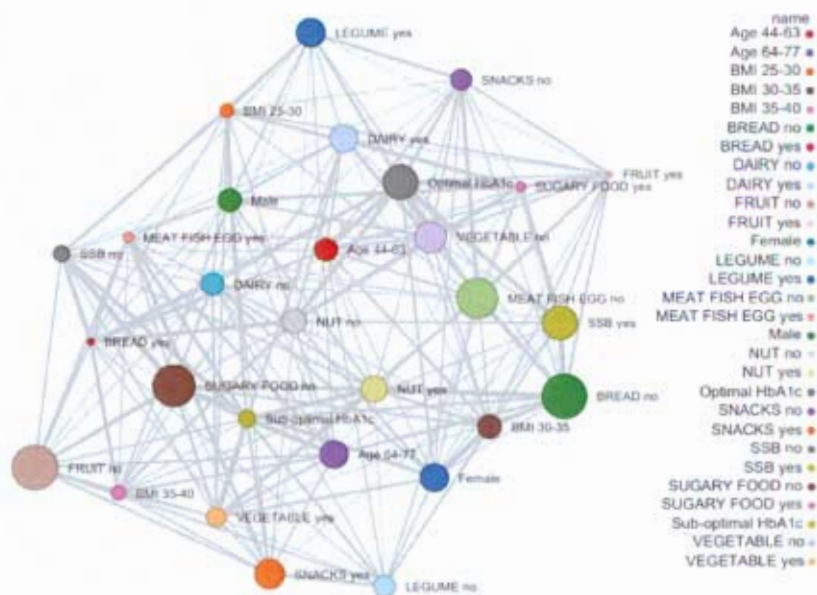 LEGUME yes
SNACKS no
BMI 25-30
DAIRY yes
FRUIT yes
Optimal HbA1c
SUGARY FOOD yes
Male
MEAT FISH EGG yes
VEGETABLE no
Age 44-63
SSB no
DAIRY no
MEAT FISH EGG no
NUT no
SSB yes
BREAD yes
SUGARY FOOD no
NUT yes
BREAD no
Sub-optimal HbA1c
BMI 30-35
Age 64-77
FRUIT no
Female
BMI 35-40
VEGETABLE yes
SNACKS yes
LEGUME no
name
Age 44-63
Age 64-77
BMI 25-30
BMI 30-35
BMI 35-40
BREAD no
BREAD yes
DAIRY no
DAIRY yes
FRUIT no
FRUIT yes
Female
LEGUME no
LEGUME yes
MEAT FISH EGG no
MEAT FISH EGG yes
Male
NUT no
NUT yes
Optimal HbA1c
SNACKS no
SNACKS yes
SSB no
SSB yes
SUGARY FOOD no
SUGARY FOOD yes
Sub-optimal HbA1c
VEGETABLE no
VEGETABLE yes